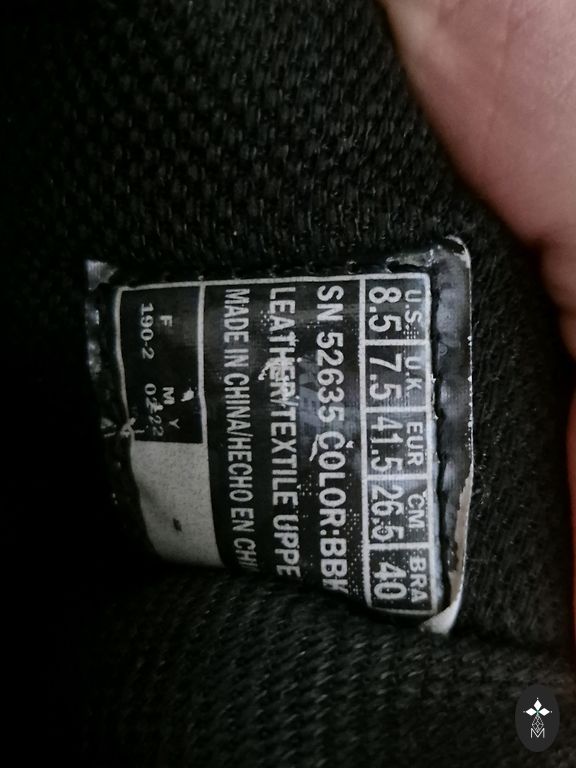 U.S. U.K. EUR CM BRA
8.5 7.5 41.5 26.5 40
SN 52635 COLOR:BBK
LEATHER/TEXTILE UPPE
MADE IN CHINA/HECHO EN CHI
F M Y
190-2 02-22
M